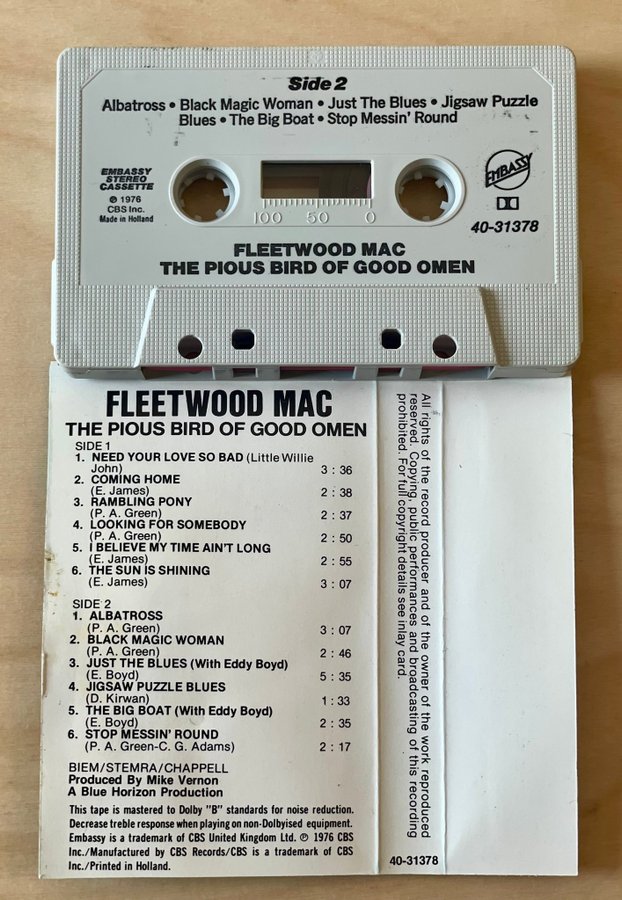 Side 2
Albatross • Black Magic Woman • Just The Blues • Jigsaw Puzzle
Blues • The Big Boat • Stop Messin' Round
EMBASSY
STEREO
CASSETTE
℗ 1976
CBS Inc.
Made in Holland
100 50 0
EMBASSY
40-31378
FLEETWOOD MAC
THE PIOUS BIRD OF GOOD OMEN
FLEETWOOD MAC
THE PIOUS BIRD OF GOOD OMEN
SIDE 1
1. NEED YOUR LOVE SO BAD (Little Willie
John) 3 : 36
2. COMING HOME
(E. James) 2 : 38
3. RAMBLING PONY
(P. A. Green) 2 : 37
4. LOOKING FOR SOMEBODY
(P. A. Green) 2 : 50
5. I BELIEVE MY TIME AIN'T LONG
(E. James) 2 : 55
6. THE SUN IS SHINING
(E. James) 3 : 07
SIDE 2
1. ALBATROSS
(P. A. Green) 3 : 07
2. BLACK MAGIC WOMAN
(P. A. Green) 2 : 46
3. JUST THE BLUES (With Eddy Boyd)
(E. Boyd) 5 : 35
4. JIGSAW PUZZLE BLUES
(D. Kirwan) 1 : 33
5. THE BIG BOAT (With Eddy Boyd)
(E. Boyd) 2 : 35
6. STOP MESSIN' ROUND
(P. A. Green-C. G. Adams) 2 : 17
BIEM/STEMRA/CHAPPELL
Produced By Mike Vernon
A Blue Horizon Production
This tape is mastered to Dolby "B" standards for noise reduction.
Decrease treble response when playing on non-Dolbyised equipment.
Embassy is a trademark of CBS United Kingdom Ltd. ℗ 1976 CBS
Inc./Manufactured by CBS Records/CBS is a trademark of CBS
Inc./Printed in Holland.
All rights of the record producer and of the owner of the work reproduced
reserved. Copying, public performances and broadcasting of this recording
prohibited. For full copyright details see inlay card.
40-31378